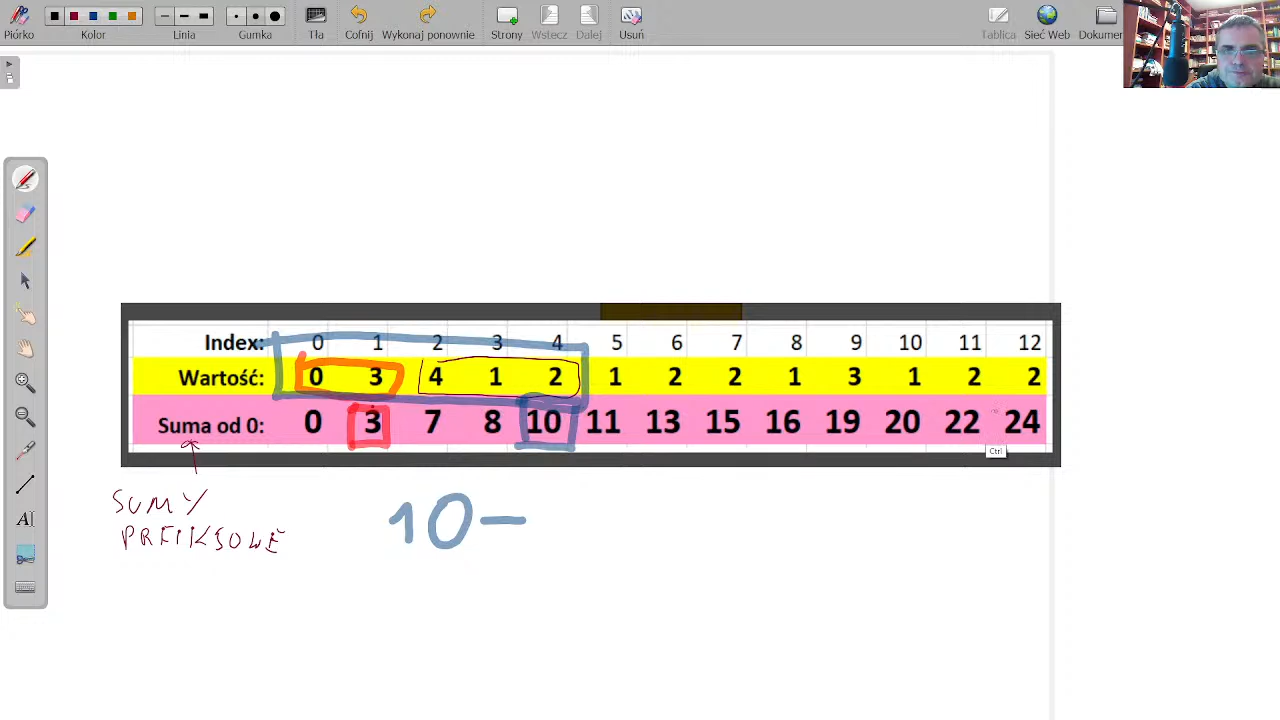 Piórko Kolor Linia Gumka Tła Cofnij Wykonaj ponownie Strony Wstecz Dalej Usuń Tablica Sieć Web Dokumen
Index: 0 1 2 3 4 5 6 7 8 9 10 11 12
Wartość: 0 3 4 1 2 1 2 2 1 3 1 2 2
Suma od 0: 0 3 7 8 10 11 13 15 16 19 20 22 24
Ctrl
SUMY
PREFIKSOWE
10-